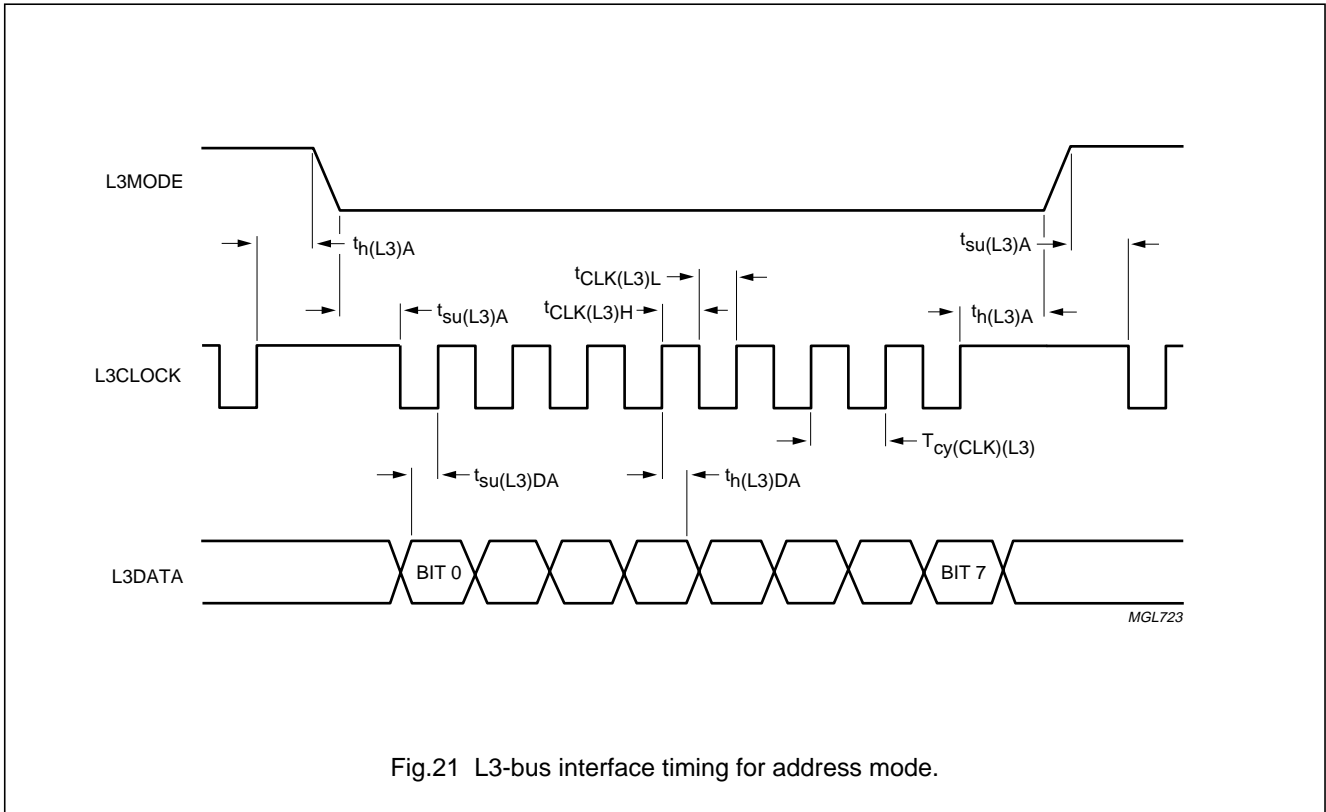 L3MODE
th(L3)A
tsu(L3)A
tCLK(L3)L
tsu(L3)A
tCLK(L3)H
th(L3)A
L3CLOCK
Tcy(CLK)(L3)
tsu(L3)DA
th(L3)DA
L3DATA
BIT 0
BIT 7
MGL723
Fig.21 L3-bus interface timing for address mode.